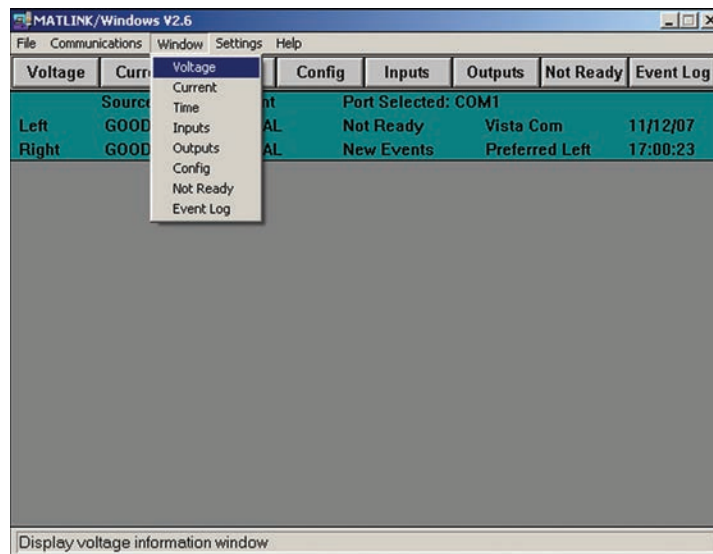 MATLINK/Windows V2.6
File Communications Window Settings Help
Voltage Config Inputs Outputs Not Ready Event Log
Port Selected: COM1
Left GOOD Not Ready Vista Com 11/12/07
Right GOOD New Events Preferred Left 17:00:23
Voltage
Current
Time
Inputs
Outputs
Config
Not Ready
Event Log
Display voltage information window